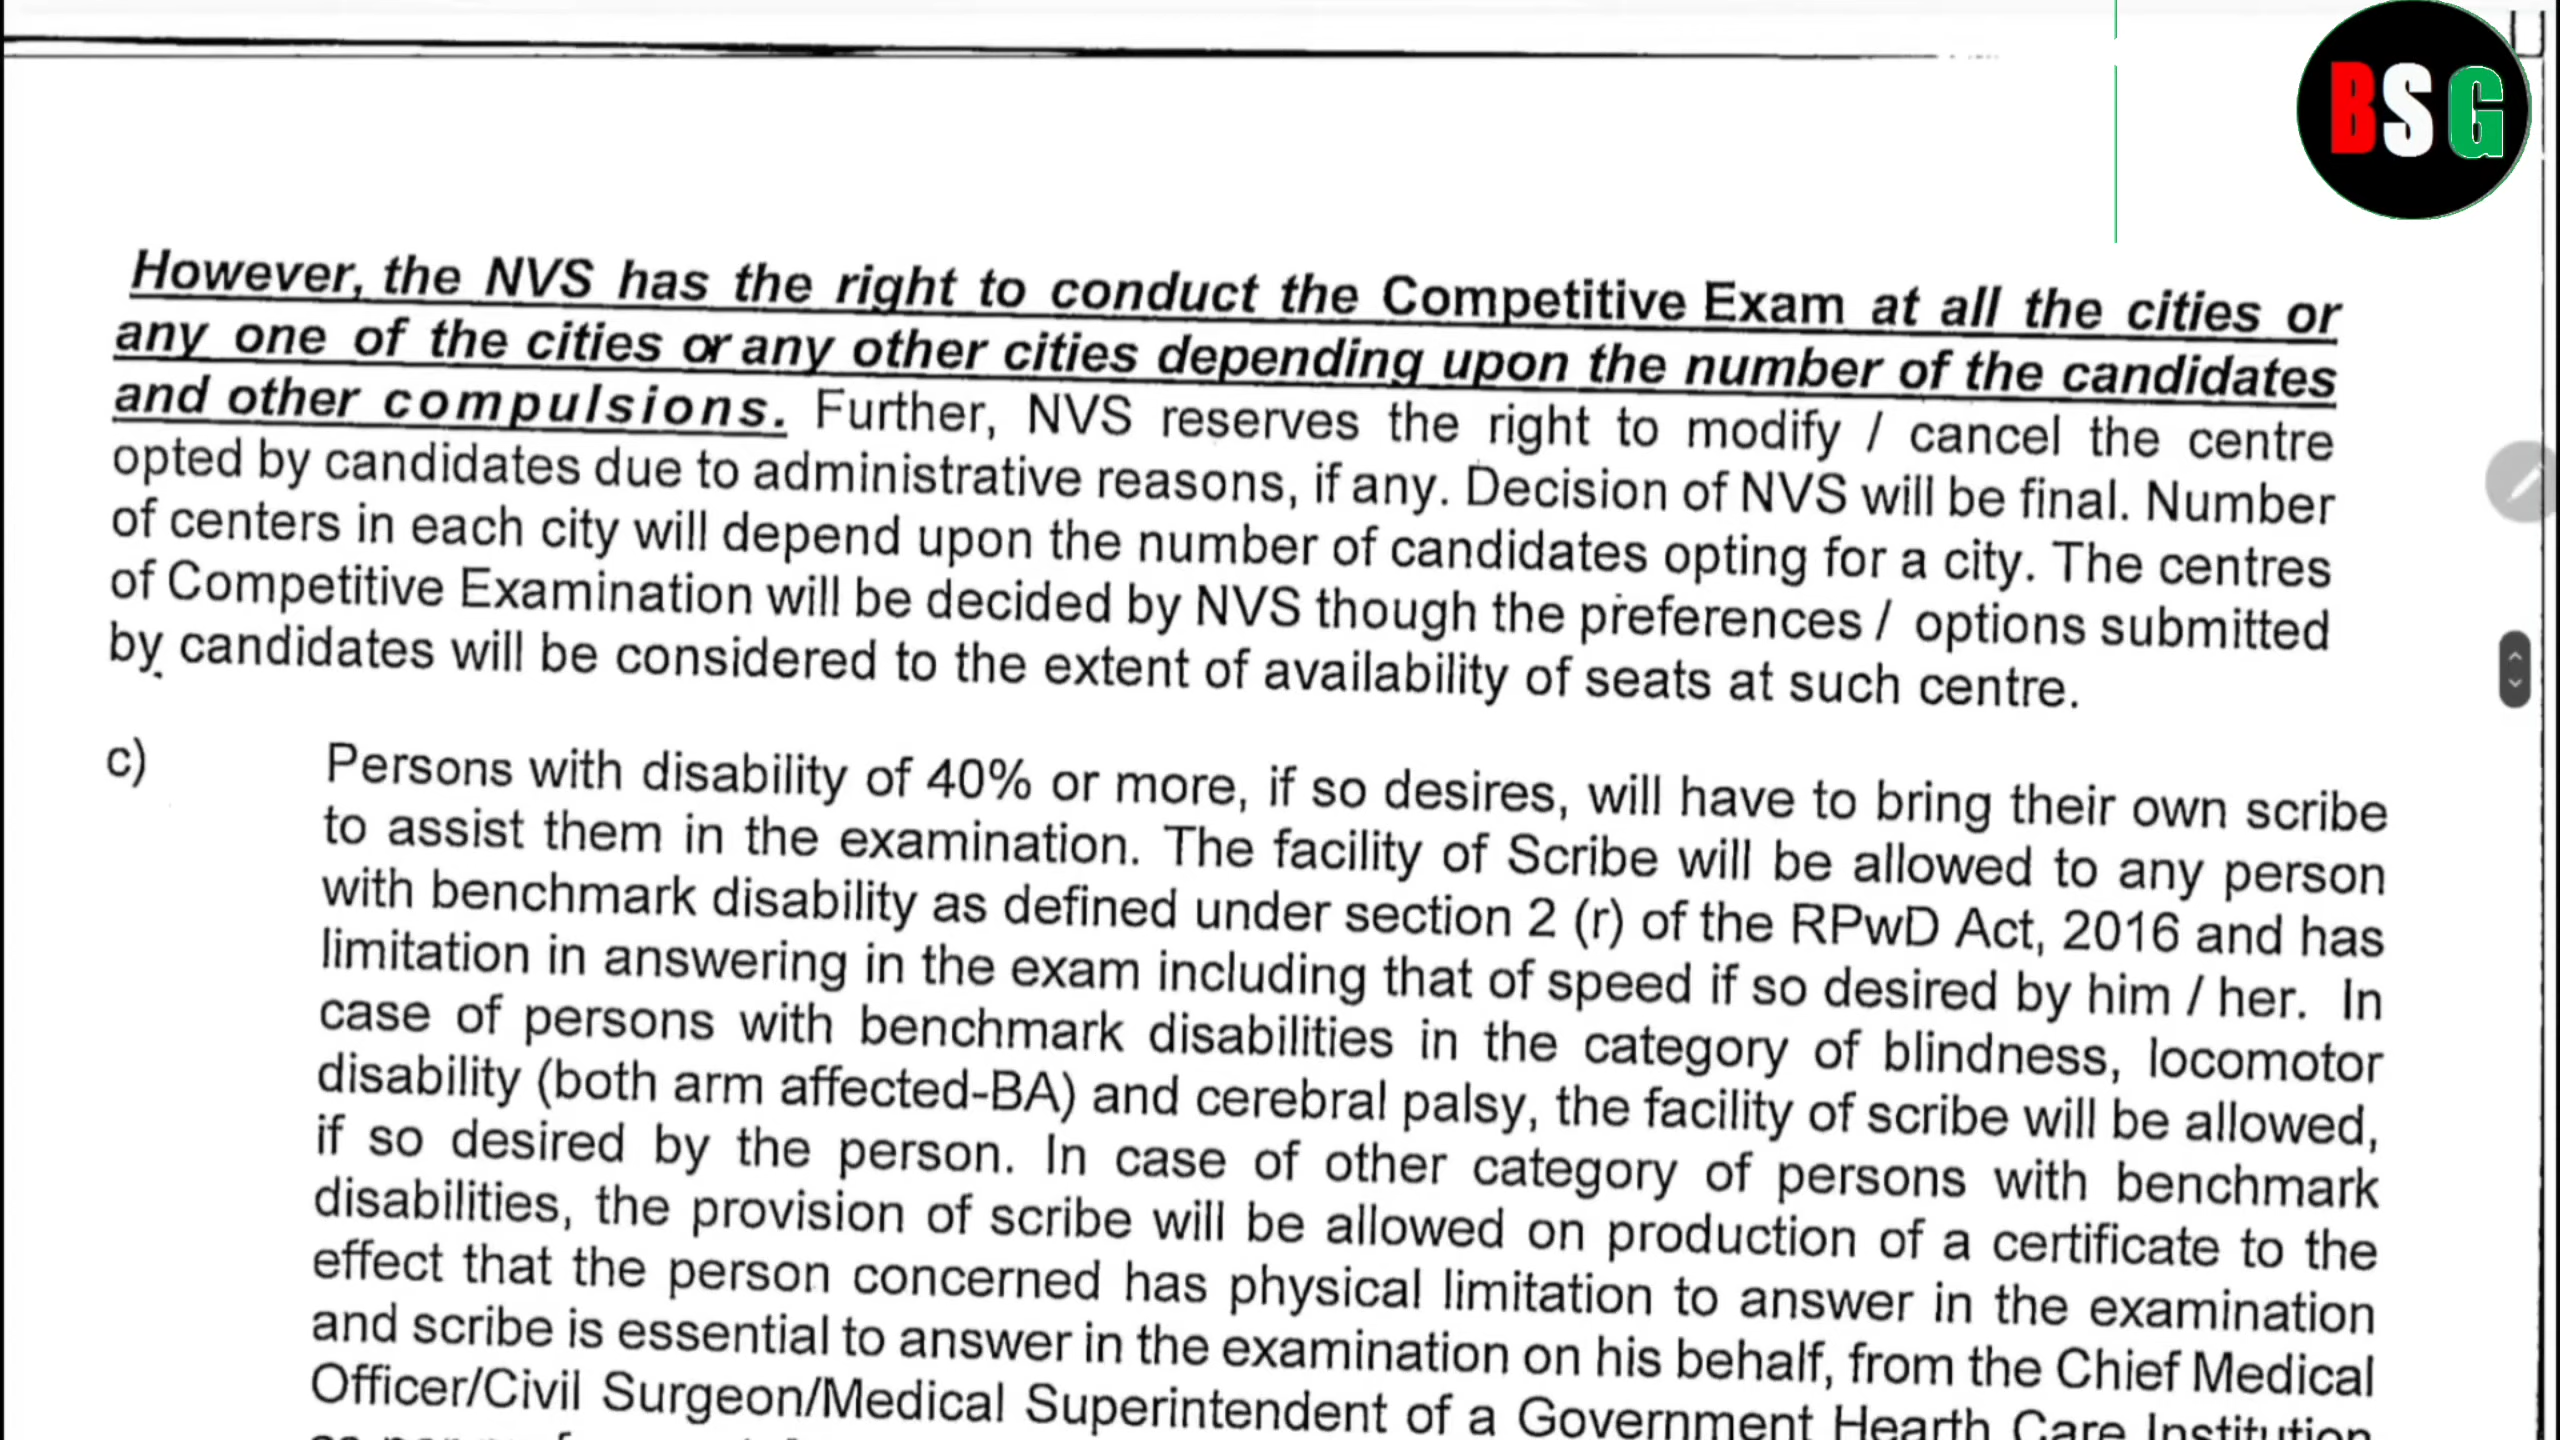 BSG
However, the NVS has the right to conduct the Competitive Exam at all the cities or
any one of the cities or any other cities depending upon the number of the candidates
and other compulsions. Further, NVS reserves the right to modify / cancel the centre
opted by candidates due to administrative reasons, if any. Decision of NVS will be final. Number
of centers in each city will depend upon the number of candidates opting for a city. The centres
of Competitive Examination will be decided by NVS though the preferences / options submitted
by candidates will be considered to the extent of availability of seats at such centre.
c) Persons with disability of 40% or more, if so desires, will have to bring their own scribe
to assist them in the examination. The facility of Scribe will be allowed to any person
with benchmark disability as defined under section 2 (r) of the RPwD Act, 2016 and has
limitation in answering in the exam including that of speed if so desired by him / her. In
case of persons with benchmark disabilities in the category of blindness, locomotor
disability (both arm affected-BA) and cerebral palsy, the facility of scribe will be allowed,
if so desired by the person. In case of other category of persons with benchmark
disabilities, the provision of scribe will be allowed on production of a certificate to the
effect that the person concerned has physical limitation to answer in the examination
and scribe is essential to answer in the examination on his behalf, from the Chief Medical
Officer/Civil Surgeon/Medical Superintendent of a Government Hearth Care Institution